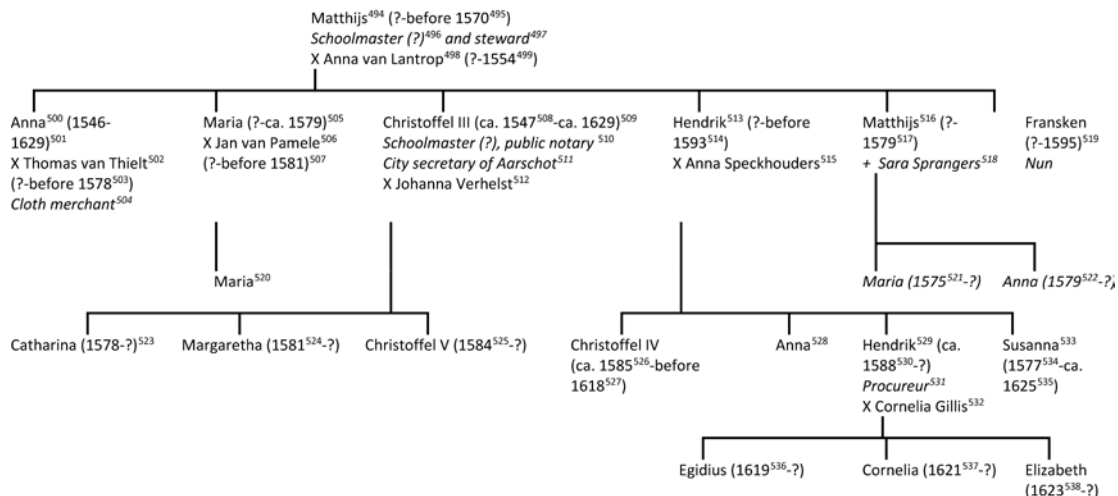 Matthijs⁴⁹⁴ (?-before 1570⁴⁹⁵)
Schoolmaster (?)⁴⁹⁶ and steward⁴⁹⁷
X Anna van Lantrop⁴⁹⁸ (?-1554⁴⁹⁹)
Anna⁵⁰⁰ (1546-
1629)⁵⁰¹
X Thomas van Thielt⁵⁰²
(?-before 1578⁵⁰³)
Cloth merchant⁵⁰⁴
Maria (?-ca. 1579)⁵⁰⁵
X Jan van Pamele⁵⁰⁶
(?-before 1581)⁵⁰⁷
Christoffel III (ca. 1547⁵⁰⁸-ca. 1629)⁵⁰⁹
Schoolmaster (?), public notary⁵¹⁰
City secretary of Aarschot⁵¹¹
X Johanna Verhelst⁵¹²
Hendrik⁵¹³ (?-before
1593⁵¹⁴)
X Anna Speckhouders⁵¹⁵
Matthijs⁵¹⁶ (?-
1579⁵¹⁷)
+ Sara Sprangers⁵¹⁸
Fransken
(?-1595)⁵¹⁹
Nun
Maria⁵²⁰
Maria (1575⁵²¹-?)
Anna (1579⁵²²-?)
Catharina (1578-?)⁵²³
Margaretha (1581⁵²⁴-?)
Christoffel V (1584⁵²⁵-?)
Christoffel IV
(ca. 1585⁵²⁶-before
1618⁵²⁷)
Anna⁵²⁸
Hendrik⁵²⁹ (ca.
1588⁵³⁰-?)
Procureur⁵³¹
X Cornelia Gillis⁵³²
Susanna⁵³³
(1577⁵³⁴-ca.
1625⁵³⁵)
Egidius (1619⁵³⁶-?)
Cornelia (1621⁵³⁷-?)
Elizabeth
(1623⁵³⁸-?)